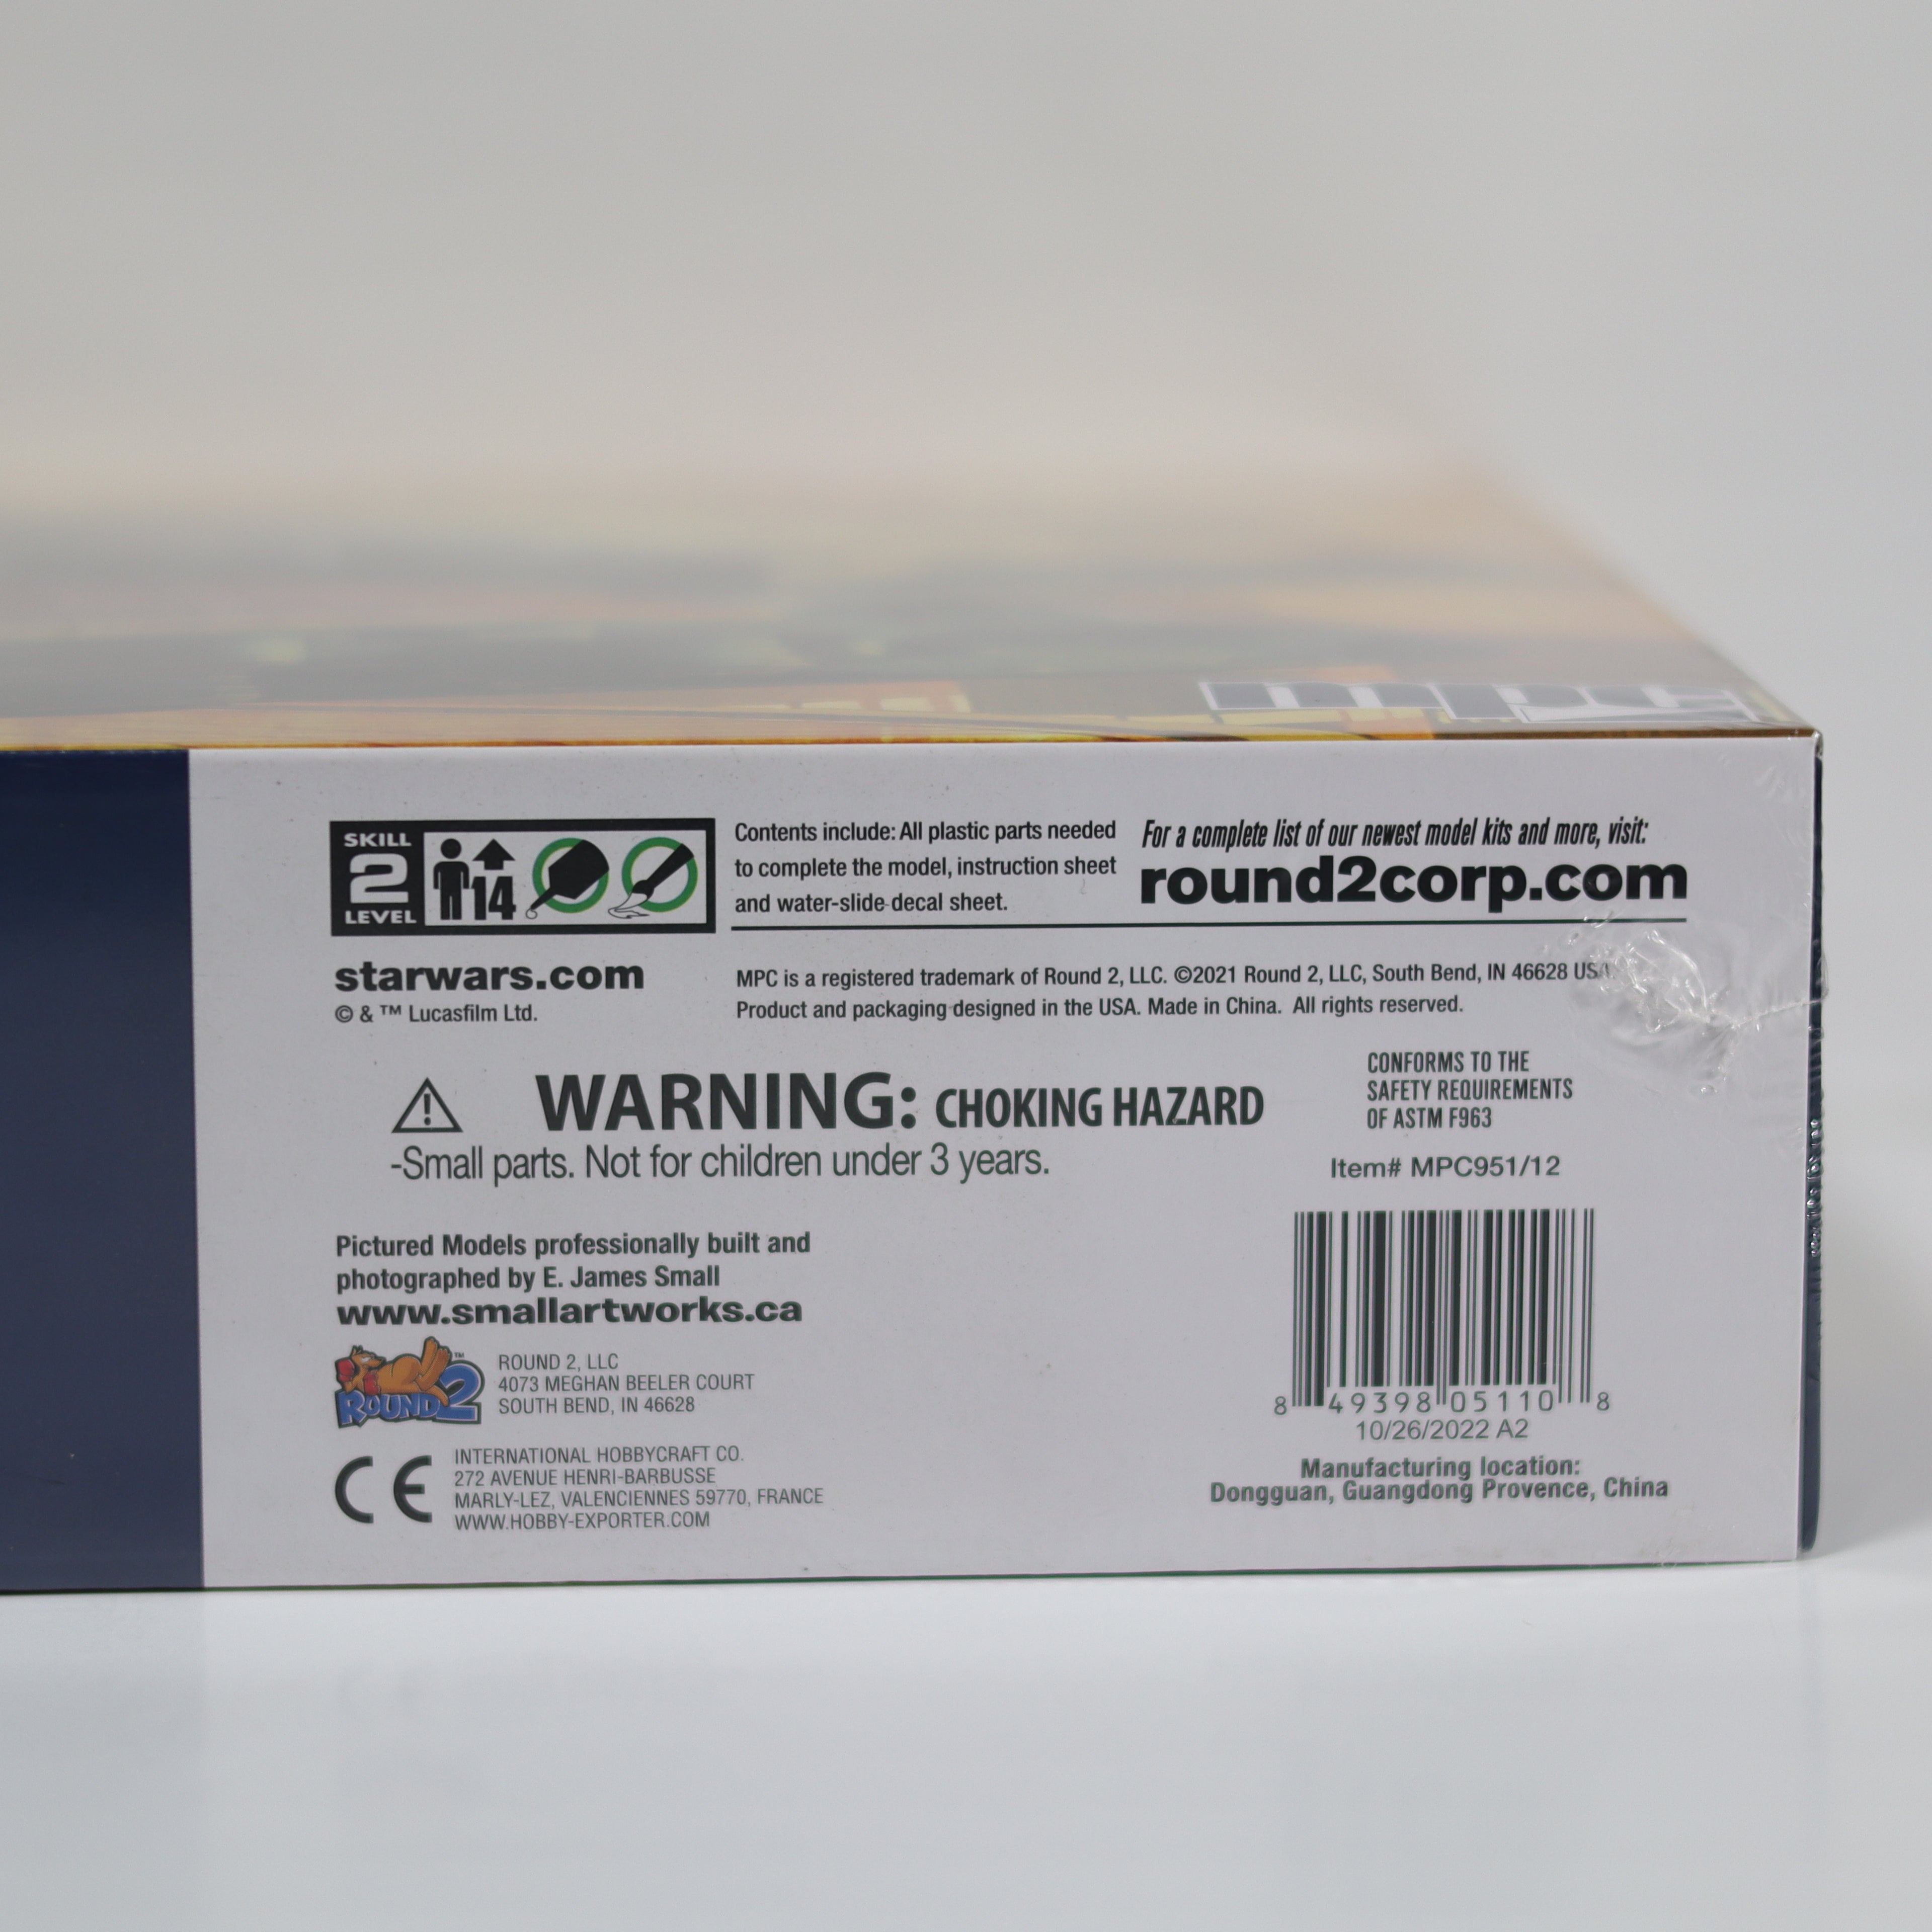 mpc
SKILL
2
LEVEL
14
Contents include: All plastic parts needed
to complete the model, instruction sheet
and water-slide decal sheet.
For a complete list of our newest model kits and more, visit:
round2corp.com
starwars.com
© & ™ Lucasfilm Ltd.
MPC is a registered trademark of Round 2, LLC. ©2021 Round 2, LLC, South Bend, IN 46628 USA
Product and packaging designed in the USA. Made in China. All rights reserved.
WARNING: CHOKING HAZARD
-Small parts. Not for children under 3 years.
CONFORMS TO THE
SAFETY REQUIREMENTS
OF ASTM F963
Item# MPC951/12
Pictured Models professionally built and
photographed by E. James Small
www.smallartworks.ca
ROUND 2 ™
ROUND 2, LLC
4073 MEGHAN BEELER COURT
SOUTH BEND, IN 46628
CE
INTERNATIONAL HOBBYCRAFT CO.
272 AVENUE HENRI-BARBUSSE
MARLY-LEZ, VALENCIENNES 59770, FRANCE
WWW.HOBBY-EXPORTER.COM
8 49398 05110 8
10/26/2022 A2
Manufacturing location:
Dongguan, Guangdong Provence, China